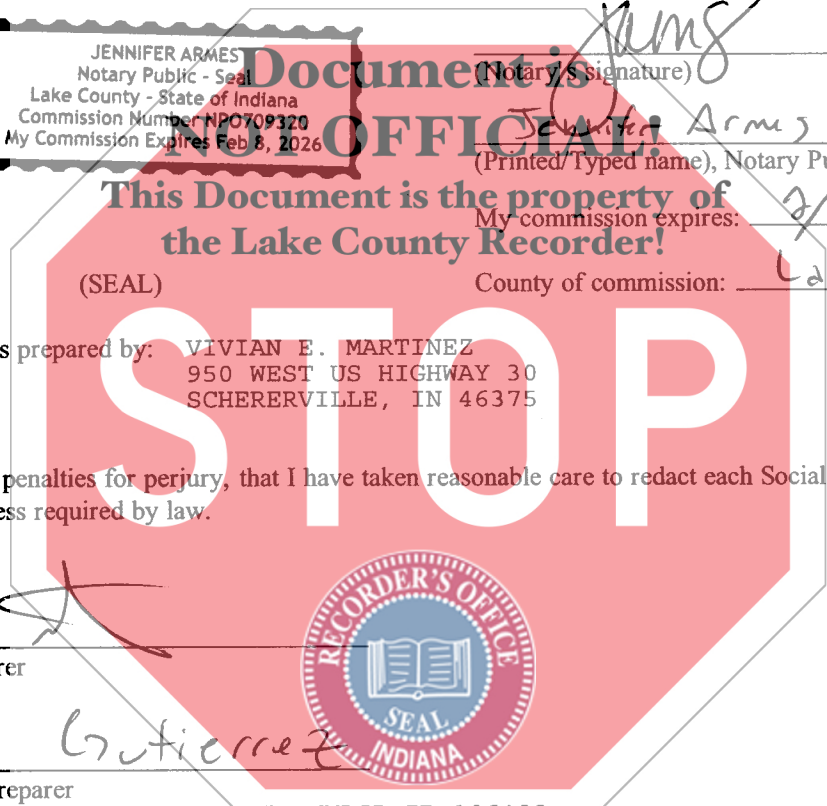 JENNIFER ARMES
Notary Public - Seal
Lake County - State of Indiana
Commission Number NP0709320
My Commission Expires Feb 8, 2026
Document is
NOT OFFICIAL!
This Document is the property of
the Lake County Recorder!
(Notary's signature)
Jennifer Armes
(Printed/Typed name), Notary Pu
My commission expires: 2/
(SEAL)
County of commission: La
s prepared by: VIVIAN E. MARTINEZ
950 WEST US HIGHWAY 30
SCHERERVILLE, IN 46375
STOP
penalties for perjury, that I have taken reasonable care to redact each Social
ess required by law.
rer
RECORDER'S OFFICE
SEAL
INDIANA
Gutierrez
reparer